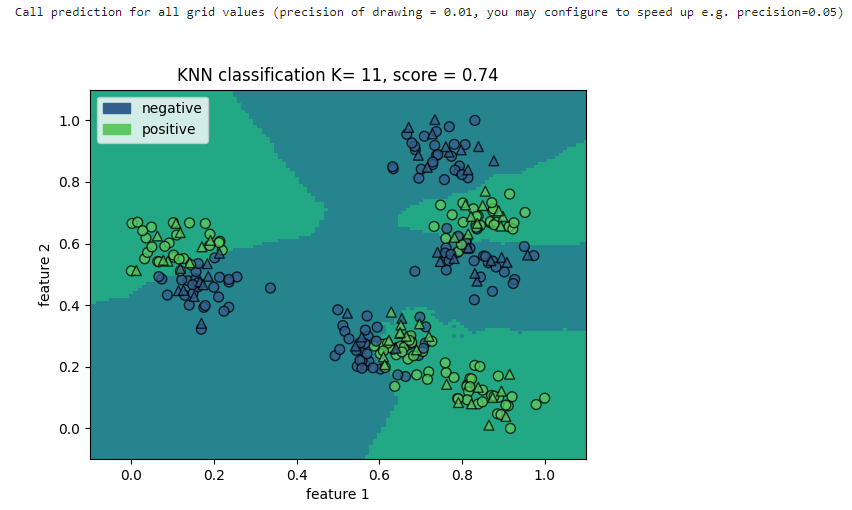 Call prediction for all grid values (precision of drawing = 0.01, you may configure to speed up e.g. precision=0.05)
KNN classification K= 11, score = 0.74
negative
positive
1.0
0.8
0.6
0.4
0.2
0.0
feature 2
0.0 0.2 0.4 0.6 0.8 1.0
feature 1